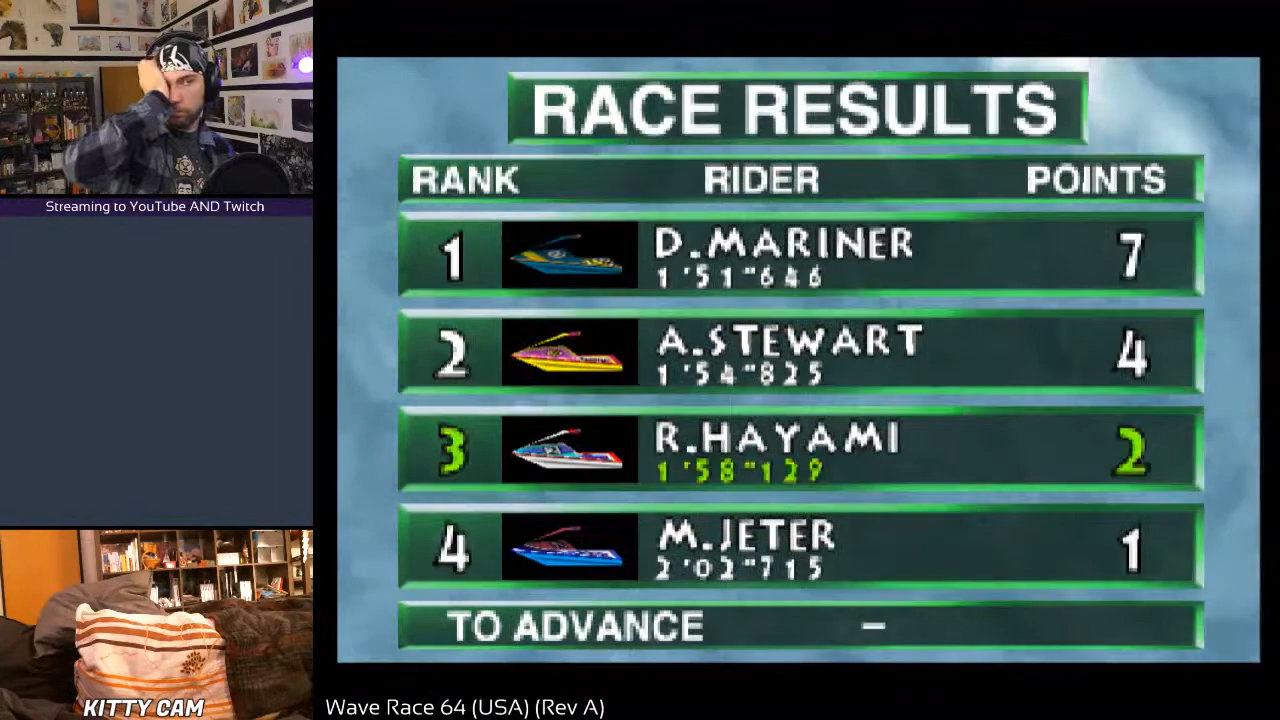 Streaming to YouTube AND Twitch
RACE RESULTS
RANK RIDER POINTS
1 D.MARINER 7
1'51"646
2 A.STEWART 4
1'54"825
3 R.HAYAMI 2
1'58"129
4 M.JETER 1
2'02"715
TO ADVANCE –
KITTY CAM
Wave Race 64 (USA) (Rev A)